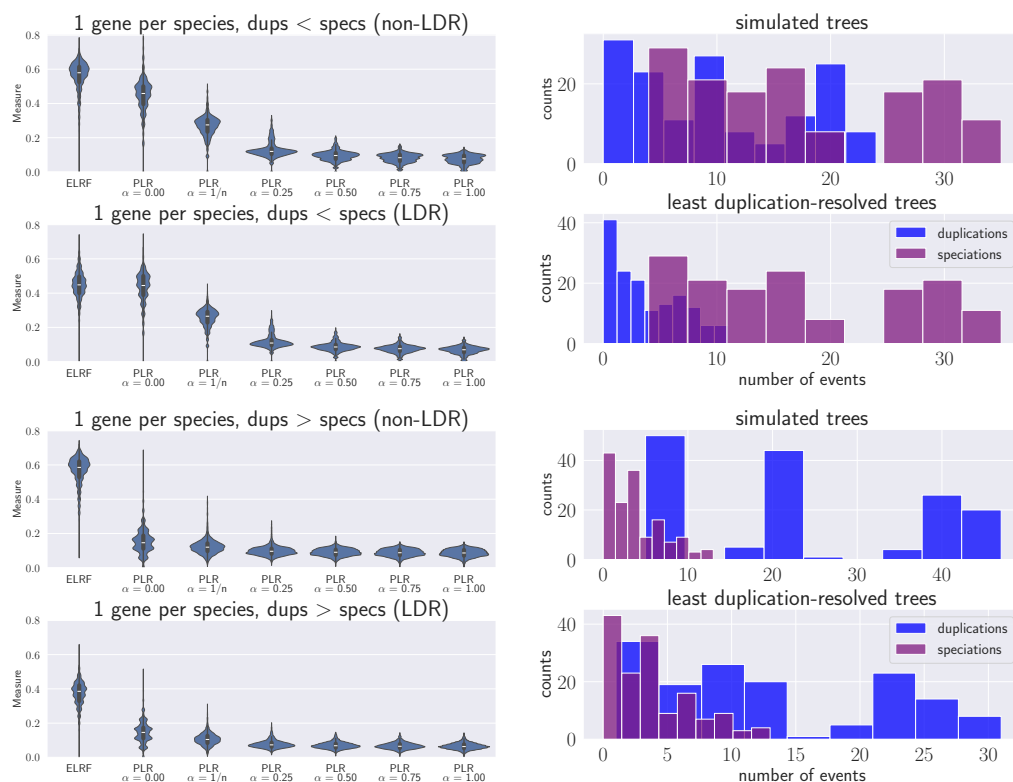 1 gene per species, dups < specs (non-LDR)
0.8
0.6
0.4
0.2
0.0
Measure
ELRF
PLR
α = 0.00
PLR
α = 1/n
PLR
α = 0.25
PLR
α = 0.50
PLR
α = 0.75
PLR
α = 1.00
1 gene per species, dups < specs (LDR)
0.8
0.6
0.4
0.2
0.0
Measure
ELRF
PLR
α = 0.00
PLR
α = 1/n
PLR
α = 0.25
PLR
α = 0.50
PLR
α = 0.75
PLR
α = 1.00
simulated trees
20
0
counts
0 10 20 30
least duplication-resolved trees
40
20
0
counts
duplications
speciations
0 10 20 30
number of events
1 gene per species, dups > specs (non-LDR)
0.8
0.6
0.4
0.2
0.0
Measure
ELRF
PLR
α = 0.00
PLR
α = 1/n
PLR
α = 0.25
PLR
α = 0.50
PLR
α = 0.75
PLR
α = 1.00
1 gene per species, dups > specs (LDR)
0.8
0.6
0.4
0.2
0.0
Measure
ELRF
PLR
α = 0.00
PLR
α = 1/n
PLR
α = 0.25
PLR
α = 0.50
PLR
α = 0.75
PLR
α = 1.00
simulated trees
40
20
0
counts
0 10 20 30 40
least duplication-resolved trees
40
20
0
counts
duplications
speciations
0 5 10 15 20 25 30
number of events